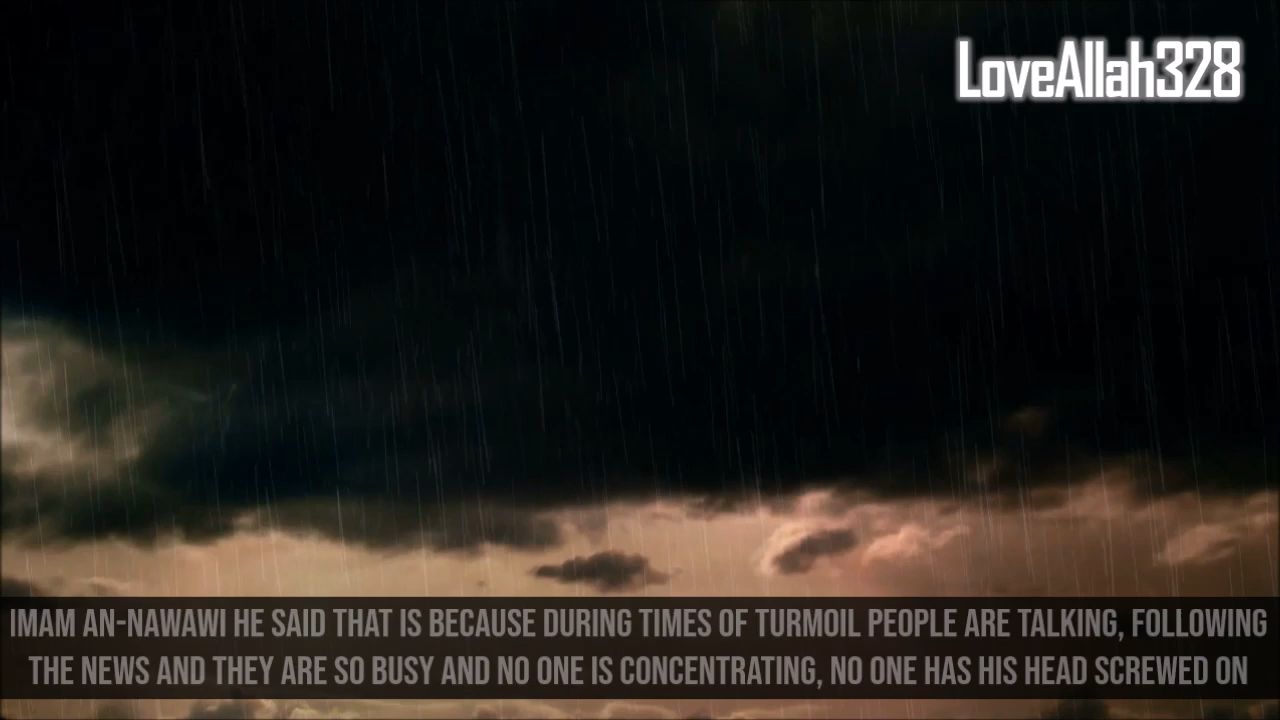 LoveAllah328
IMAM AN-NAWAWI HE SAID THAT IS BECAUSE DURING TIMES OF TURMOIL PEOPLE ARE TALKING, FOLLOWING
THE NEWS AND THEY ARE SO BUSY AND NO ONE IS CONCENTRATING, NO ONE HAS HIS HEAD SCREWED ON